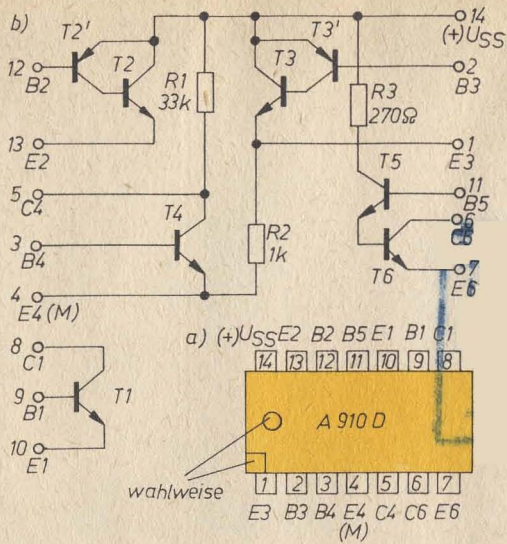 b)
T2'
T3'
14
(+)USS
12
B2
T2
T3
2
B3
R1
33k
R3
270Ω
13
E2
1
E3
5
C4
T5
11
B5
T4
6
3
B4
R2
1k
T6
7
E6
4
E4 (M)
8
C1
9
B1
T1
10
E1
a) (+)USS E2 B2 B5 E1 B1 C1
14 13 12 11 10 9 8
A 910 D
wahlweise
1 2 3 4 5 6 7
E3 B3 B4 E4 C4 C6 E6
(M)